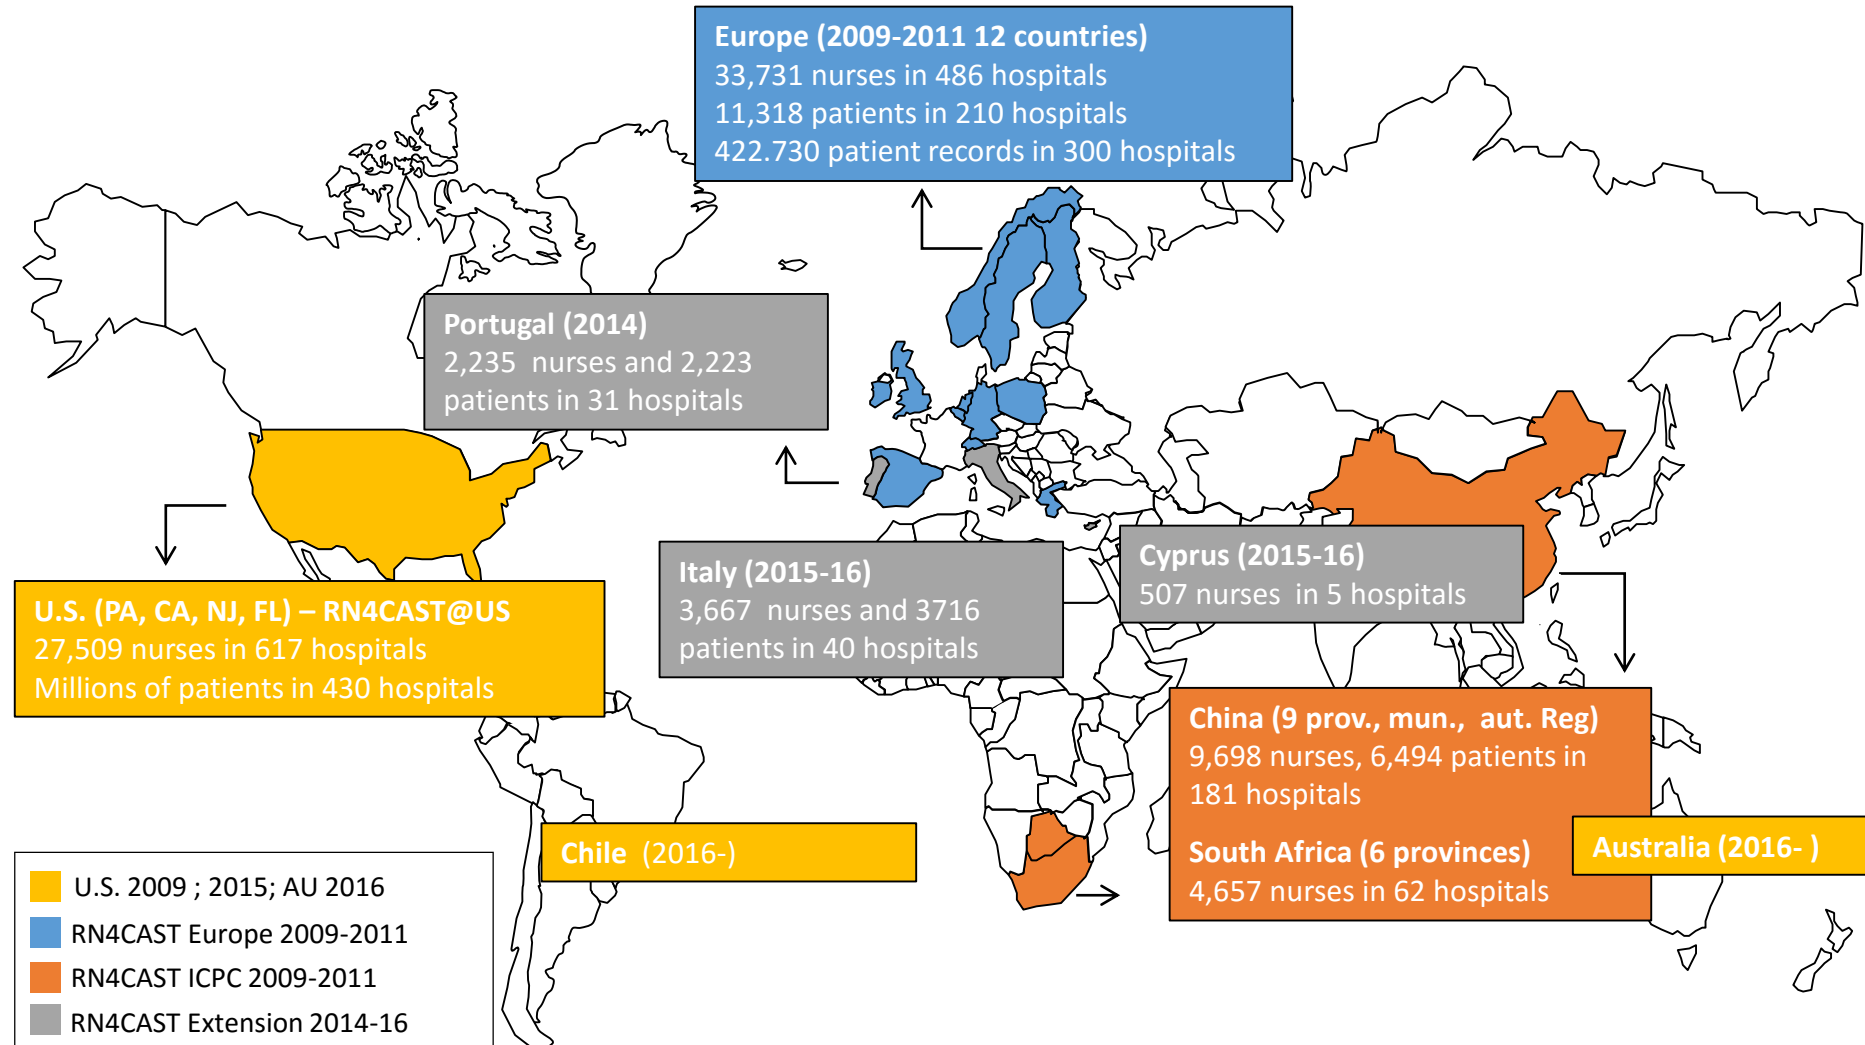 Europe (2009-2011 12 countries)
33,731 nurses in 486 hospitals
11,318 patients in 210 hospitals
422.730 patient records in 300 hospitals
Portugal (2014)
2,235 nurses and 2,223
patients in 31 hospitals
Italy (2015-16)
3,667 nurses and 3716
patients in 40 hospitals
Cyprus (2015-16)
507 nurses in 5 hospitals
U.S. (PA, CA, NJ, FL) – RN4CAST@US
27,509 nurses in 617 hospitals
Millions of patients in 430 hospitals
China (9 prov., mun., aut. Reg)
9,698 nurses, 6,494 patients in
181 hospitals
South Africa (6 provinces)
4,657 nurses in 62 hospitals
Australia (2016- )
Chile (2016-)
U.S. 2009 ; 2015; AU 2016
RN4CAST Europe 2009-2011
RN4CAST ICPC 2009-2011
RN4CAST Extension 2014-16